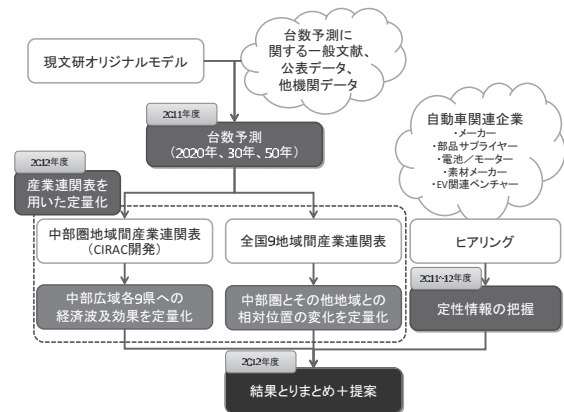 現文研オリジナルモデル
台数予測に
関する一般文献、
公表データ、
他機関データ
2011年度
台数予測
(2020年、30年、50年)
自動車関連企業
・メーカー
・部品サプライヤー
・電池／モーター
・素材メーカー
・EV関連ベンチャー
2012年度
産業連関表を
用いた定量化
中部圏地域間産業連関表
(CIRAC開発)
全国9地域間産業連関表
ヒアリング
中部広域各9県への
経済波及効果を定量化
中部圏とその他地域との
相対位置の変化を定量化
2011~12年度
定性情報の把握
2012年度
結果とりまとめ＋提案